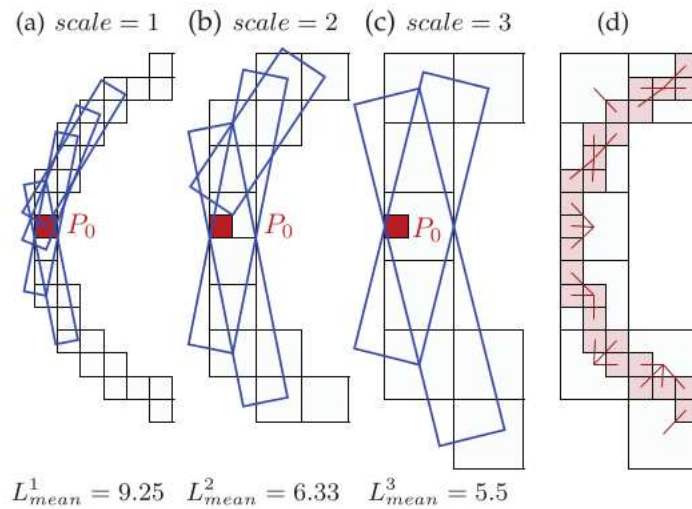 (a) scale = 1 (b) scale = 2 (c) scale = 3 (d)
P₀ P₀ P₀
L¹ₘₑₐₙ = 9.25 L²ₘₑₐₙ = 6.33 L³ₘₑₐₙ = 5.5